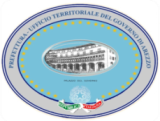 PREFETTURA - UFFICIO TERRITORIALE DEL GOVERNO DI AREZZO